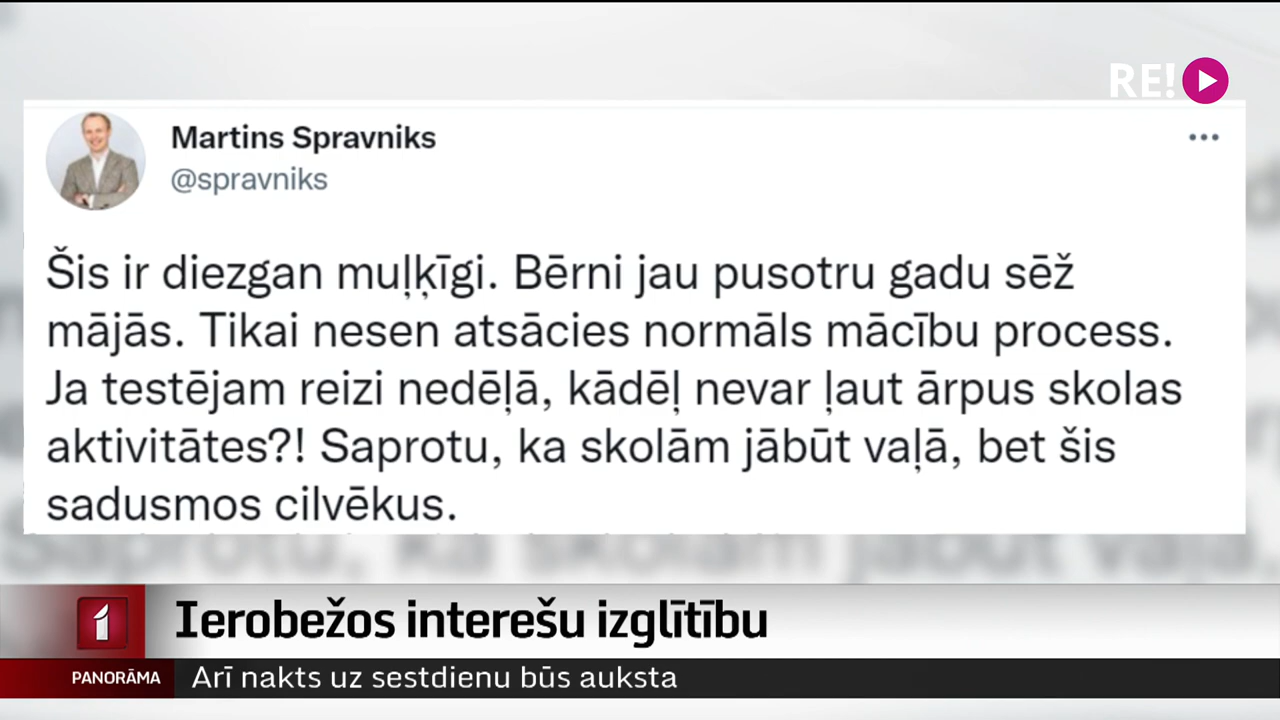 RE!
Martins Spravniks
@spravniks
Šis ir diezgan muļķīgi. Bērni jau pusotru gadu sēž
mājās. Tikai nesen atsācies normāls mācību process.
Ja testējam reizi nedēļā, kādēļ nevar ļaut ārpus skolas
aktivitātes?! Saprotu, ka skolām jābūt vaļā, bet šis
sadusmos cilvēkus.
1
Ierobežos interešu izglītību
PANORĀMA
Arī nakts uz sestdienu būs auksta